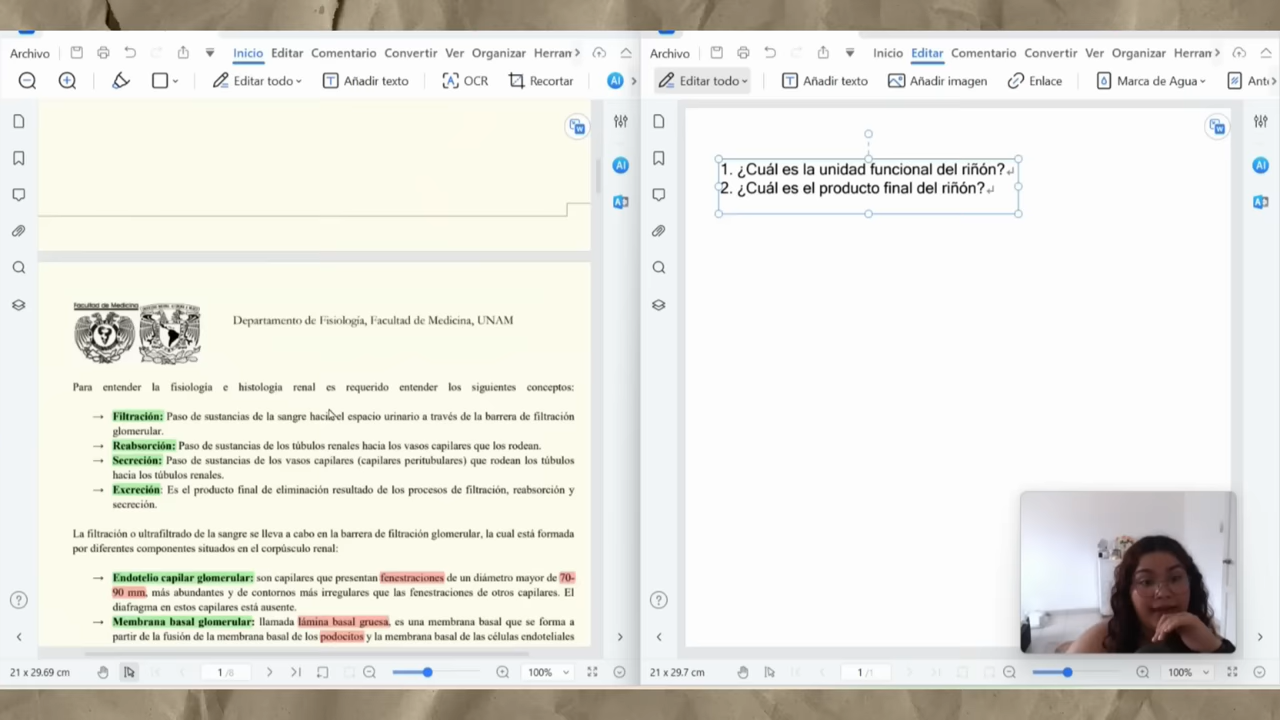 Archivo
Inicio Editar Comentario Convertir Ver Organizar Herram
Editar todo Añadir texto OCR Recortar AI
Facultad de Medicina
Departamento de Fisiología, Facultad de Medicina, UNAM
Para entender la fisiología e histología renal es requerido entender los siguientes conceptos:
→ Filtración: Paso de sustancias de la sangre hacia el espacio urinario a través de la barrera de filtración
glomerular.
→ Reabsorción: Paso de sustancias de los túbulos renales hacia los vasos capilares que los rodean.
→ Secreción: Paso de sustancias de los vasos capilares (capilares peritubulares) que rodean los túbulos
hacia los túbulos renales.
→ Excreción: Es el producto final de eliminación resultado de los procesos de filtración, reabsorción y
secreción.
La filtración o ultrafiltrado de la sangre se lleva a cabo en la barrera de filtración glomerular, la cual está formada
por diferentes componentes situados en el corpúsculo renal:
→ Endotelio capilar glomerular: son capilares que presentan fenestraciones de un diámetro mayor de 70-
90 mm, más abundantes y de contornos más irregulares que las fenestraciones de otros capilares. El
diafragma en estos capilares está ausente.
→ Membrana basal glomerular: llamada lámina basal gruesa, es una membrana basal que se forma a
partir de la fusión de la membrana basal de los podocitos y la membrana basal de las células endoteliales
AI
21 x 29.69 cm 1 /8 100%
Archivo
Inicio Editar Comentario Convertir Ver Organizar Herram
Editar todo Añadir texto Añadir imagen Enlace Marca de Agua Ante
1. ¿Cuál es la unidad funcional del riñón?
2. ¿Cuál es el producto final del riñón?
AI
21 x 29.7 cm 1 /1 100%